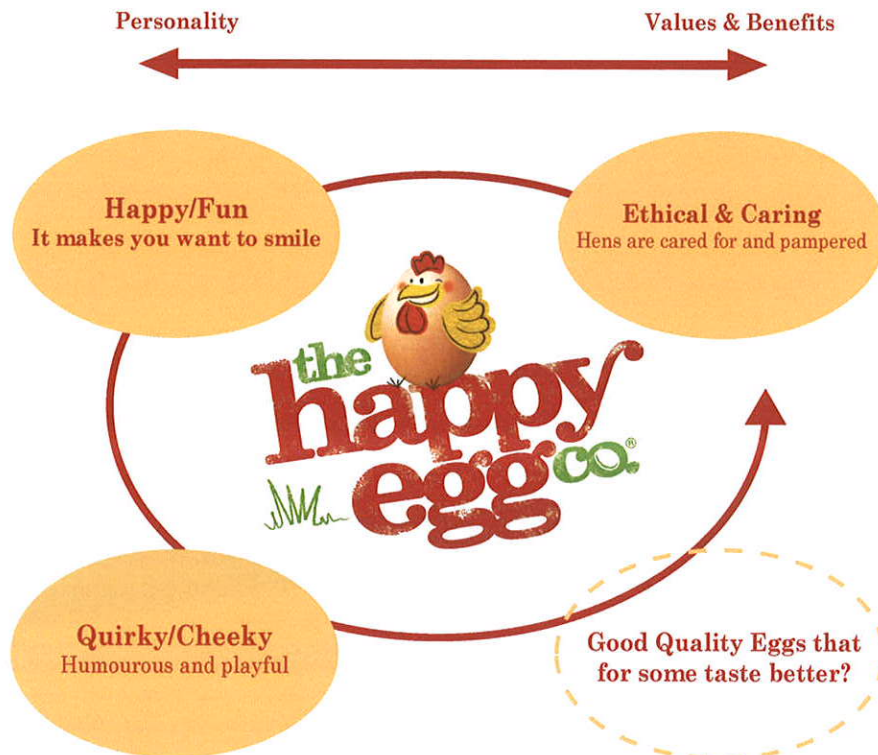 Personality
Values & Benefits
Happy/Fun
It makes you want to smile
Ethical & Caring
Hens are cared for and pampered
the
happy
egg co.®
Quirky/Cheeky
Humourous and playful
Good Quality Eggs that
for some taste better?